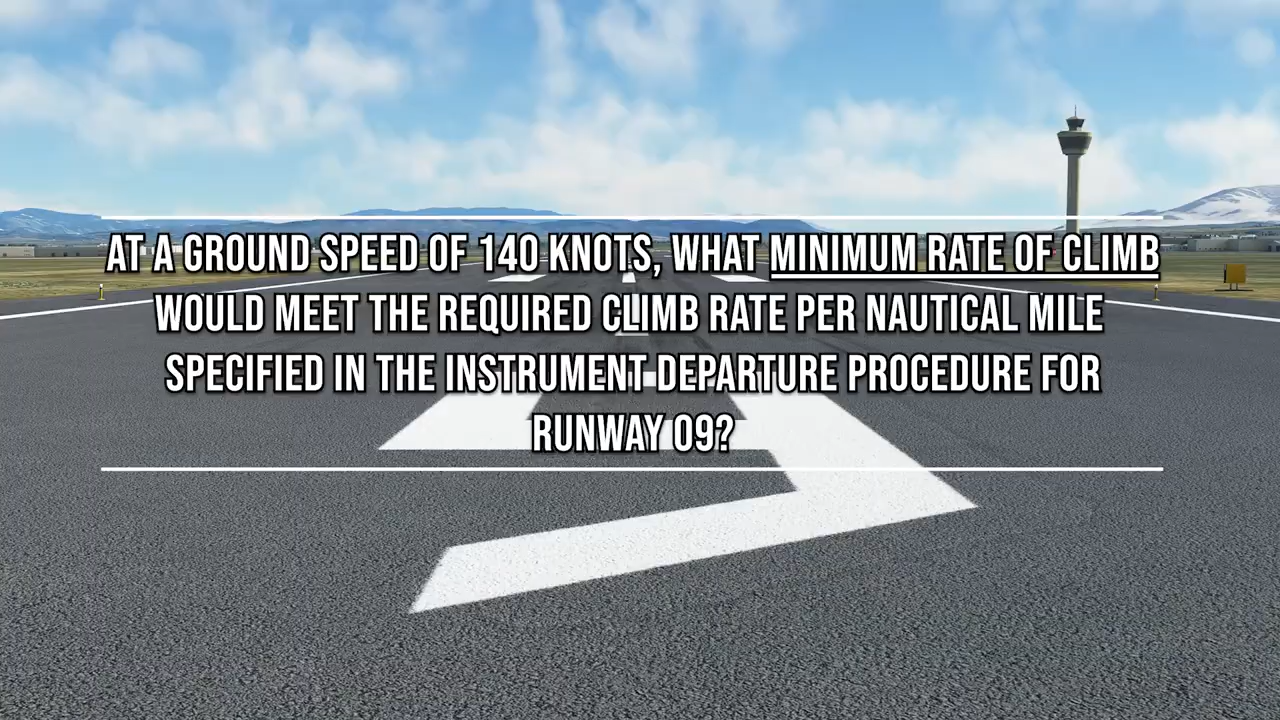 AT A GROUND SPEED OF 140 KNOTS, WHAT MINIMUM RATE OF CLIMB
WOULD MEET THE REQUIRED CLIMB RATE PER NAUTICAL MILE
SPECIFIED IN THE INSTRUMENT DEPARTURE PROCEDURE FOR
RUNWAY 09?